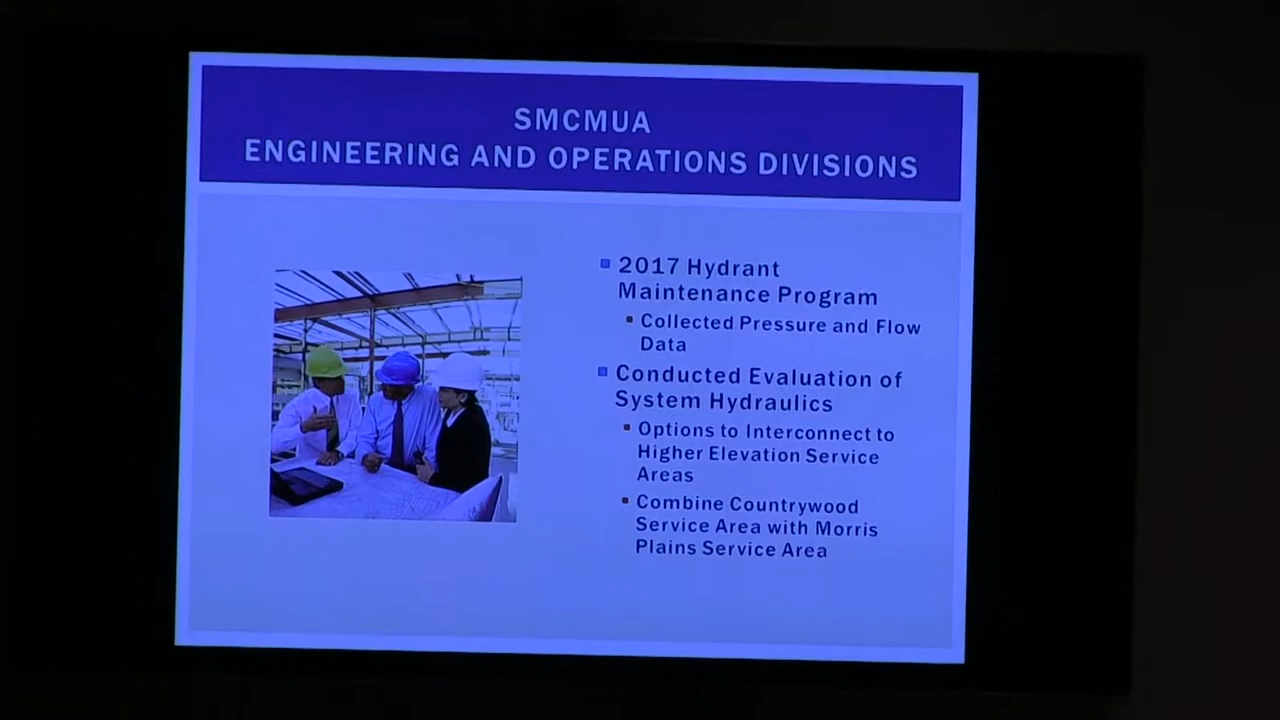 SMCMUA
ENGINEERING AND OPERATIONS DIVISIONS
2017 Hydrant
Maintenance Program
Collected Pressure and Flow
Data
Conducted Evaluation of
System Hydraulics
Options to Interconnect to
Higher Elevation Service
Areas
Combine Countrywood
Service Area with Morris
Plains Service Area